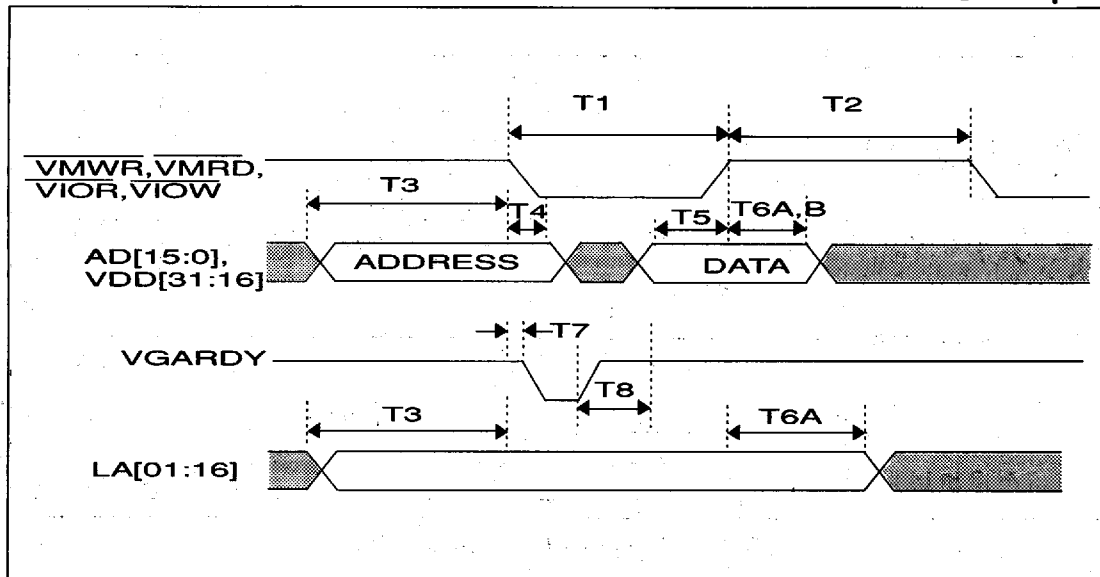 T1
T2
VMWR,VMRD,
VIOR,VIOW
T3
T4
T5
T6A,B
AD[15:0],
VDD[31:16]
ADDRESS
DATA
T7
VGARDY
T8
T3
T6A
LA[01:16]